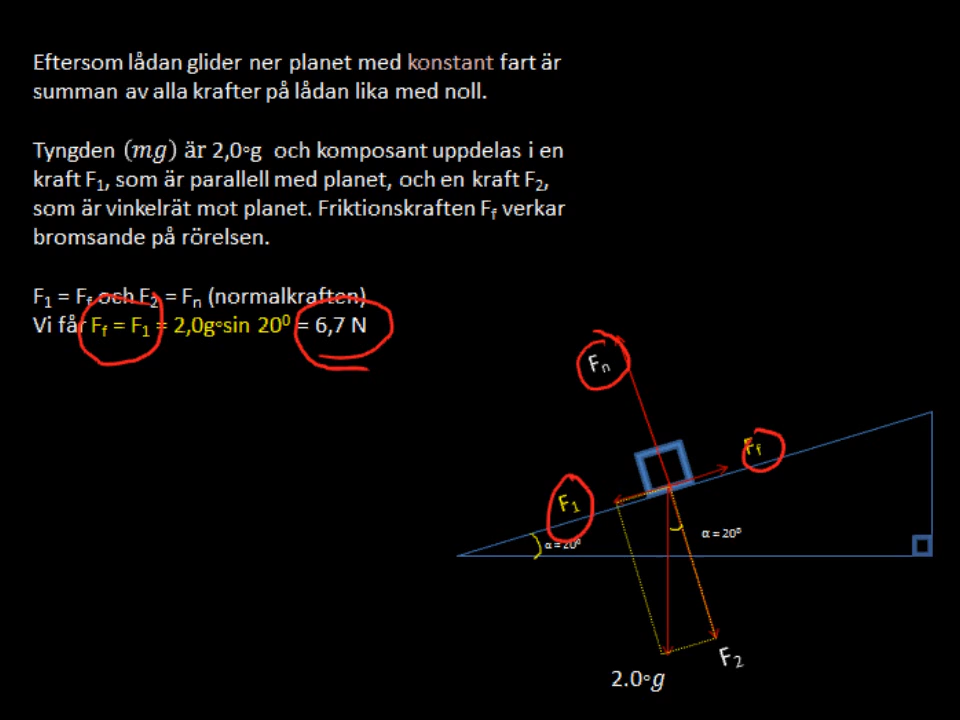 Eftersom lådan glider ner planet med konstant fart är
summan av alla krafter på lådan lika med noll.
Tyngden (mg) är 2,0∘g och komposant uppdelas i en
kraft F₁, som är parallell med planet, och en kraft F₂,
som är vinkelrät mot planet. Friktionskraften Ff verkar
bromsande på rörelsen.
F₁ = Ff och F₂ = Fn (normalkraften)
Vi får Ff = F₁ = 2,0g∘sin 20⁰ = 6,7 N
Fn
Ff
F₁
α = 20⁰
α = 20⁰
F₂
2.0∘g